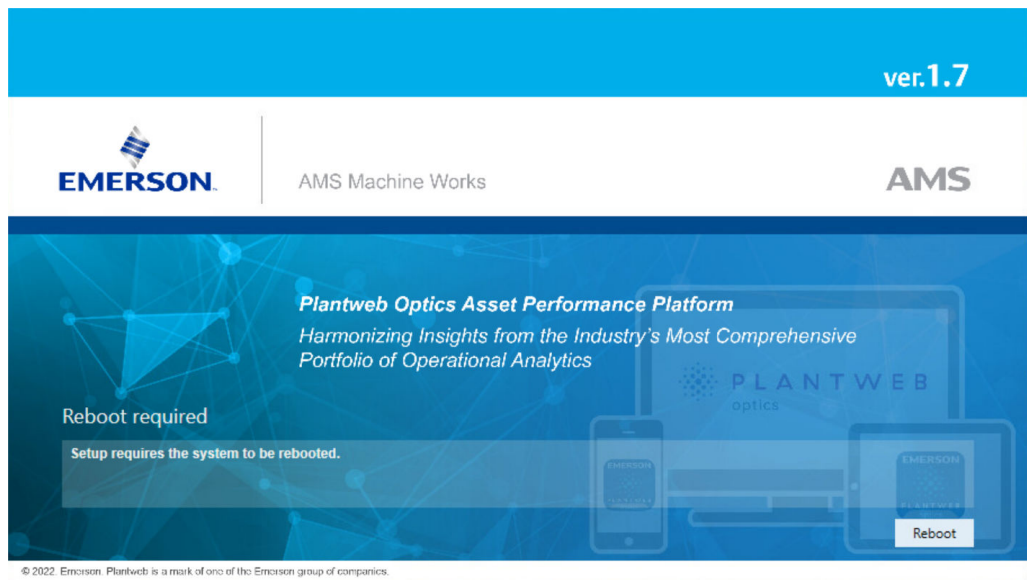 ver.1.7
EMERSON
AMS Machine Works
AMS
Plantweb Optics Asset Performance Platform
Harmonizing Insights from the Industry's Most Comprehensive
Portfolio of Operational Analytics
PLANTWEB
optics
Reboot required
Setup requires the system to be rebooted.
EMERSON
PLANTWEB
EMERSON
PLANTWEB
Reboot
© 2022. Emerson. Plantweb is a mark of one of the Emerson group of companies.